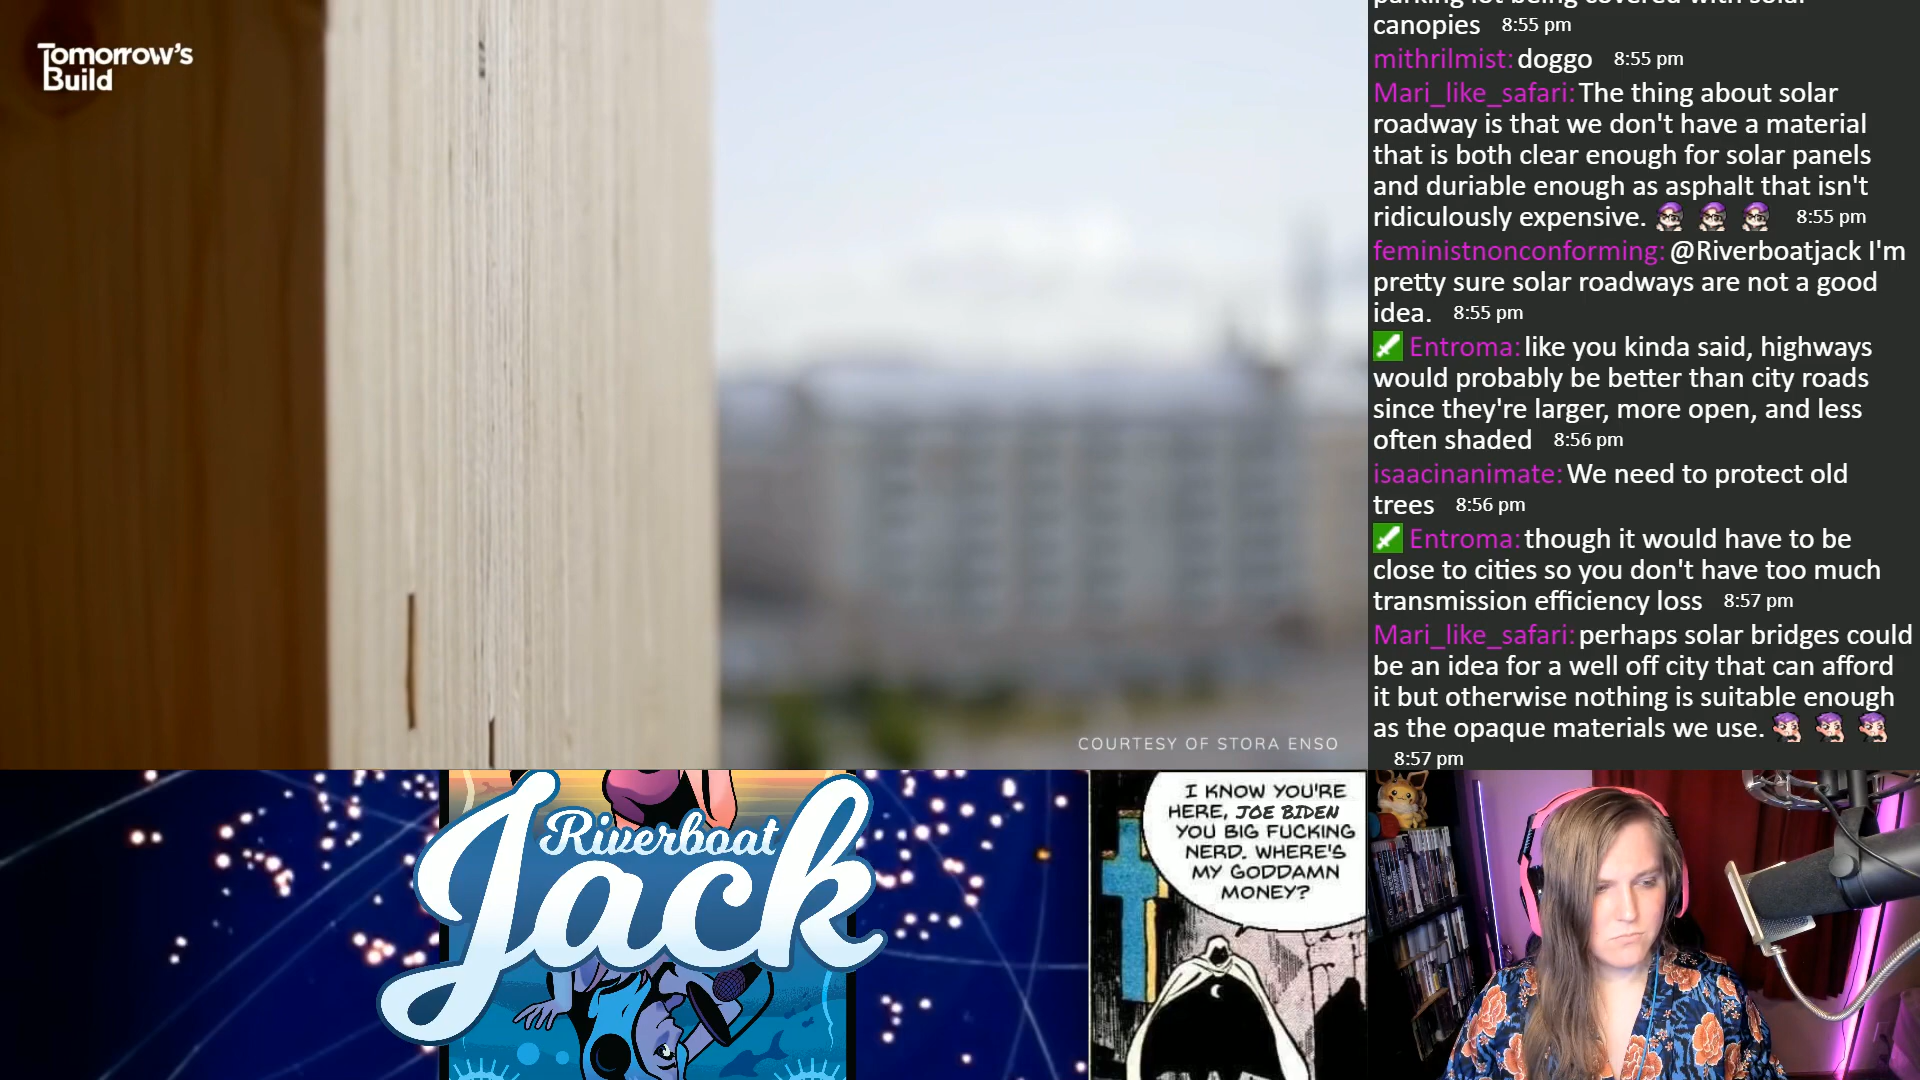 Tomorrow's
Build
COURTESY OF STORA ENSO
canopies 8:55 pm
mithrilmist: doggo 8:55 pm
Mari_like_safari: The thing about solar
roadway is that we don't have a material
that is both clear enough for solar panels
and duriable enough as asphalt that isn't
ridiculously expensive. 8:55 pm
feministnonconforming: @Riverboatjack I'm
pretty sure solar roadways are not a good
idea. 8:55 pm
Entroma: like you kinda said, highways
would probably be better than city roads
since they're larger, more open, and less
often shaded 8:56 pm
isaacinanimate: We need to protect old
trees 8:56 pm
Entroma: though it would have to be
close to cities so you don't have too much
transmission efficiency loss 8:57 pm
Mari_like_safari: perhaps solar bridges could
be an idea for a well off city that can afford
it but otherwise nothing is suitable enough
as the opaque materials we use.
8:57 pm
Riverboat
Jack
I KNOW YOU'RE
HERE, JOE BIDEN
YOU BIG FUCKING
NERD. WHERE'S
MY GODDAMN
MONEY?